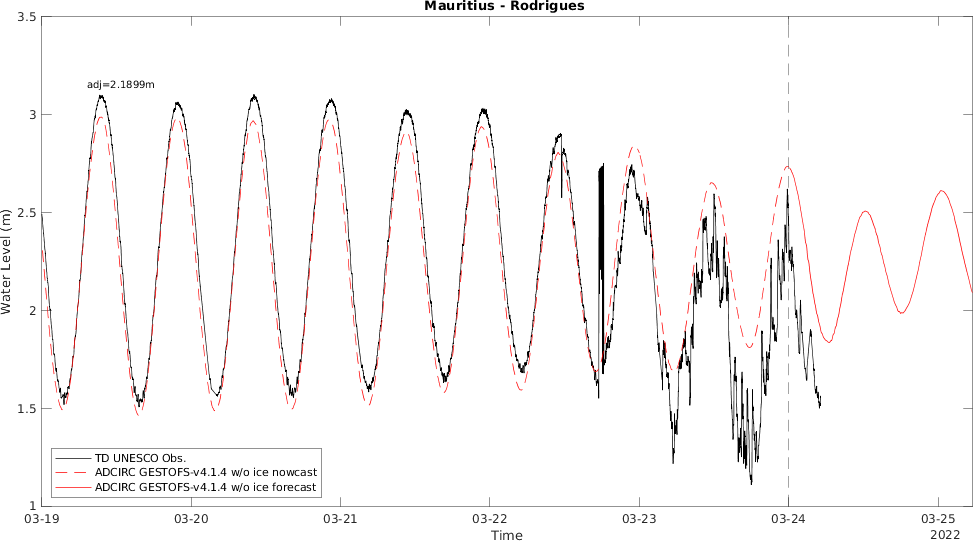 Mauritius - Rodrigues
3.5
adj=2.1899m
3
2.5
Water Level (m)
2
1.5
TD UNESCO Obs.
ADCIRC GESTOFS-v4.1.4 w/o ice nowcast
ADCIRC GESTOFS-v4.1.4 w/o ice forecast
1
03-19 03-20 03-21 03-22 03-23 03-24 03-25
Time 2022